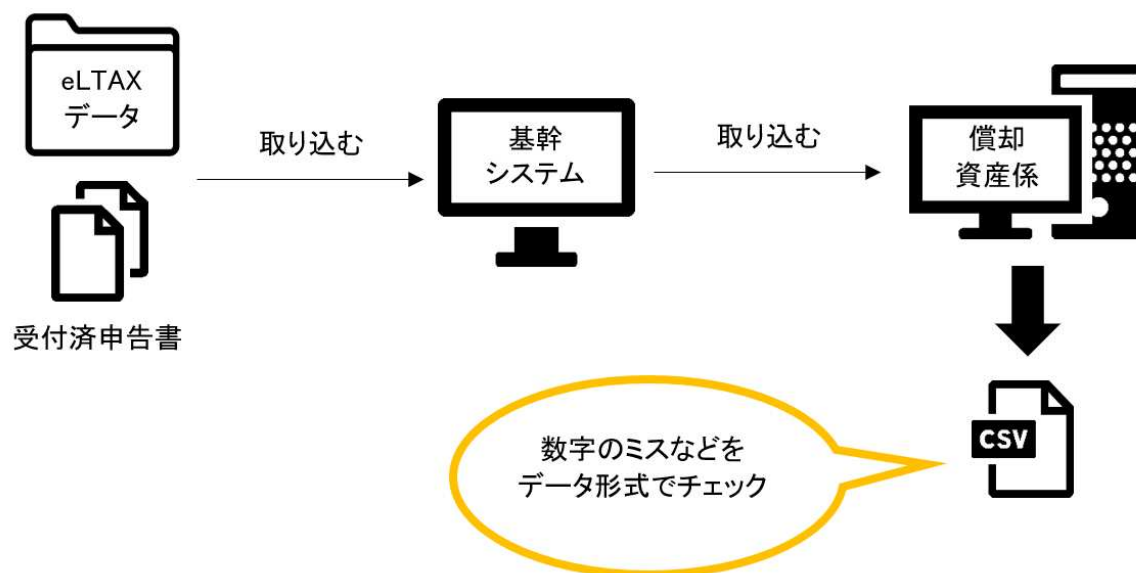 eLTAX
データ
受付済申告書
取り込む
基幹
システム
取り込む
償却
資産係
CSV
数字のミスなどを
データ形式でチェック